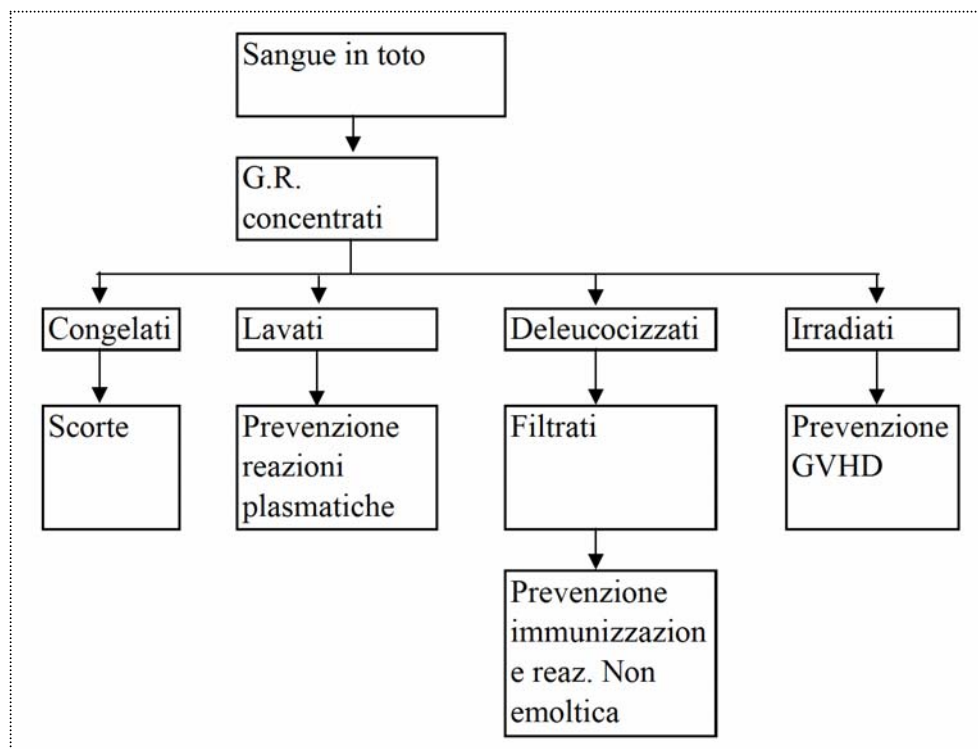 Sangue in toto
G.R.
concentrati
Congelati
Lavati
Deleucocizzati
Irradiati
Scorte
Prevenzione
reazioni
plasmatiche
Filtrati
Prevenzione
GVHD
Prevenzione
immunizzazion
e reaz. Non
emoltica